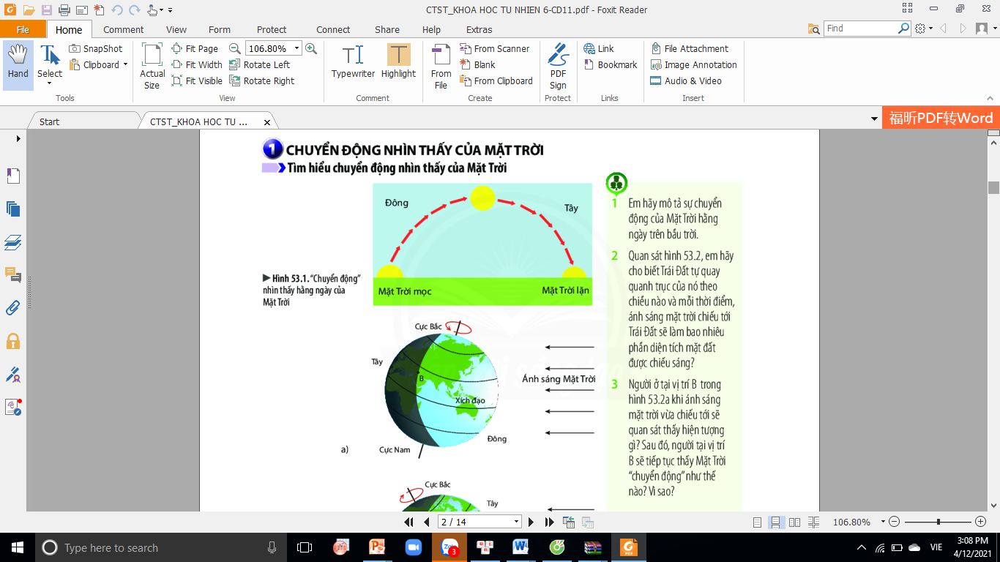 CTST_KHOA HOC TU NHIEN 6-CD11.pdf - Foxit Reader
File
Home
Comment
View
Form
Protect
Connect
Share
Help
Extras
Find
Hand
Select
SnapShot
Clipboard
Tools
Actual
Size
Fit Page
Fit Width
Fit Visible
106.80%
Rotate Left
Rotate Right
View
Typewriter
Highlight
Comment
From
File
From Scanner
Blank
From Clipboard
Create
PDF
Sign
Protect
Link
Bookmark
Links
File Attachment
Image Annotation
Audio & Video
Insert
Start
CTST_KHOA HOC TU ...
福昕PDF转Word
1 CHUYỂN ĐỘNG NHÌN THẤY CỦA MẶT TRỜI
Tìm hiểu chuyển động nhìn thấy của Mặt Trời
Đông
Tây
Mặt Trời mọc
Mặt Trời lặn
▶ Hình 53.1. “Chuyển động”
nhìn thấy hằng ngày của
Mặt Trời
Cực Bắc
Tây
B
Xích đạo
Đông
Cực Nam
Ánh sáng Mặt Trời
a)
Cực Bắc
Tây
1 Em hãy mô tả sự chuyển
động của Mặt Trời hằng
ngày trên bầu trời.
2 Quan sát hình 53.2, em hãy
cho biết Trái Đất tự quay
quanh trục của nó theo
chiều nào và mỗi thời điểm,
ánh sáng mặt trời chiếu tới
Trái Đất sẽ làm bao nhiêu
phần diện tích mặt đất
được chiếu sáng?
3 Người ở tại vị trí B trong
hình 53.2a khi ánh sáng
mặt trời vừa chiếu tới sẽ
quan sát thấy hiện tượng
gì? Sau đó, người tại vị trí
B sẽ tiếp tục thấy Mặt Trời
“chuyển động” như thế
nào? Vì sao?
2 / 14
106.80%
Type here to search
VIE
3:08 PM
4/12/2021